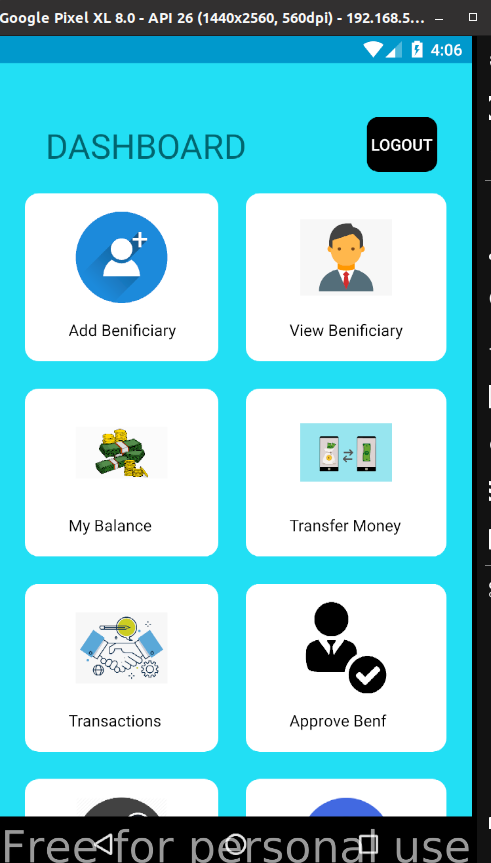 Google Pixel XL 8.0 - API 26 (1440x2560, 560dpi) - 192.168.5...
4:06
DASHBOARD
LOGOUT
Add Benificiary
View Benificiary
My Balance
Transfer Money
Transactions
Approve Benf
Free for personal use